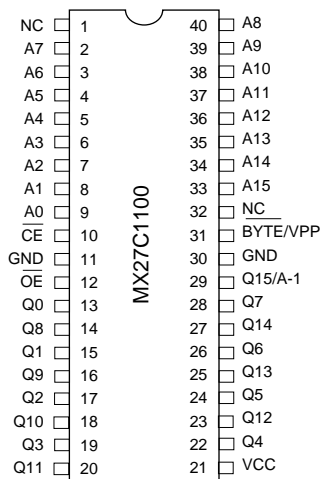 NC 1 40 A8
A7 2 39 A9
A6 3 38 A10
A5 4 37 A11
A4 5 36 A12
A3 6 35 A13
A2 7 34 A14
A1 8 33 A15
A0 9 32 NC
CE 10 31 BYTE/VPP
GND 11 30 GND
OE 12 29 Q15/A-1
Q0 13 28 Q7
Q8 14 27 Q14
Q1 15 26 Q6
Q9 16 25 Q13
Q2 17 24 Q5
Q10 18 23 Q12
Q3 19 22 Q4
Q11 20 21 VCC
MX27C1100